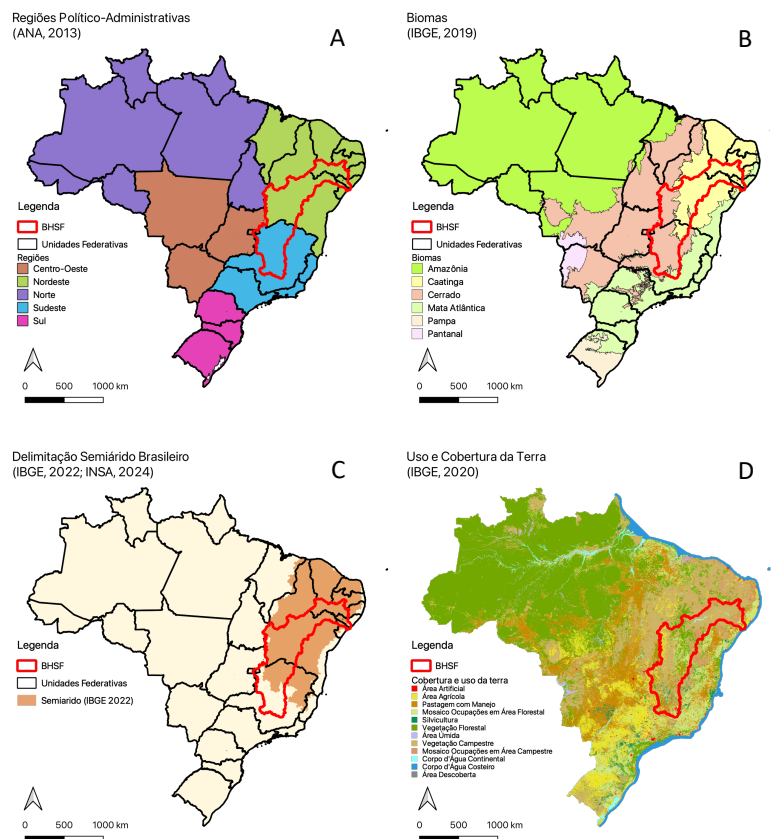 Regiões Político-Administrativas
(ANA, 2013)
A
Legenda
BHSF
Unidades Federativas
Regiões
Centro-Oeste
Nordeste
Norte
Sudeste
Sul
0 500 1000 km
Biomas
(IBGE, 2019)
B
Legenda
BHSF
Unidades Federativas
Biomas
Amazônia
Caatinga
Cerrado
Mata Atlântica
Pampa
Pantanal
0 500 1000 km
Delimitação Semiárido Brasileiro
(IBGE, 2022; INSA, 2024)
C
Legenda
BHSF
Unidades Federativas
Semiarido (IBGE 2022)
0 500 1000 km
Uso e Cobertura da Terra
(IBGE, 2020)
D
Legenda
BHSF
Cobertura e uso da terra
Área Artificial
Área Agrícola
Pastagem com Manejo
Mosaico Ocupações em Área Florestal
Silvicultura
Vegetação Florestal
Área Úmida
Vegetação Campestre
Mosaico Ocupações em Área Campestre
Corpo d'Água Continental
Corpo d'Água Costeiro
Área Descoberta
0 500 1000 km